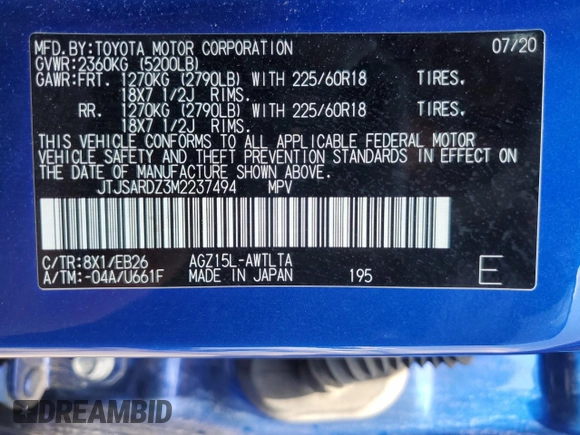 MFD.BY:TOYOTA MOTOR CORPORATION 07/20
GVWR:2360KG (5200LB)
GAWR:FRT. 1270KG (2790LB) WITH 225/60R18 TIRES.
18X7 1/2J RIMS.
RR. 1270KG (2790LB) WITH 225/60R18 TIRES.
18X7 1/2J RIMS.
THIS VEHICLE CONFORMS TO ALL APPLICABLE FEDERAL MOTOR
VEHICLE SAFETY AND THEFT PREVENTION STANDARDS IN EFFECT ON
THE DATE OF MANUFACTURE SHOWN ABOVE.
JTJSARDZ3M2237494 MPV
C/TR:8X1/EB26 AGZ15L-AWTLTA
A/TM:-04A/U661F MADE IN JAPAN 195 E
DREAMBID